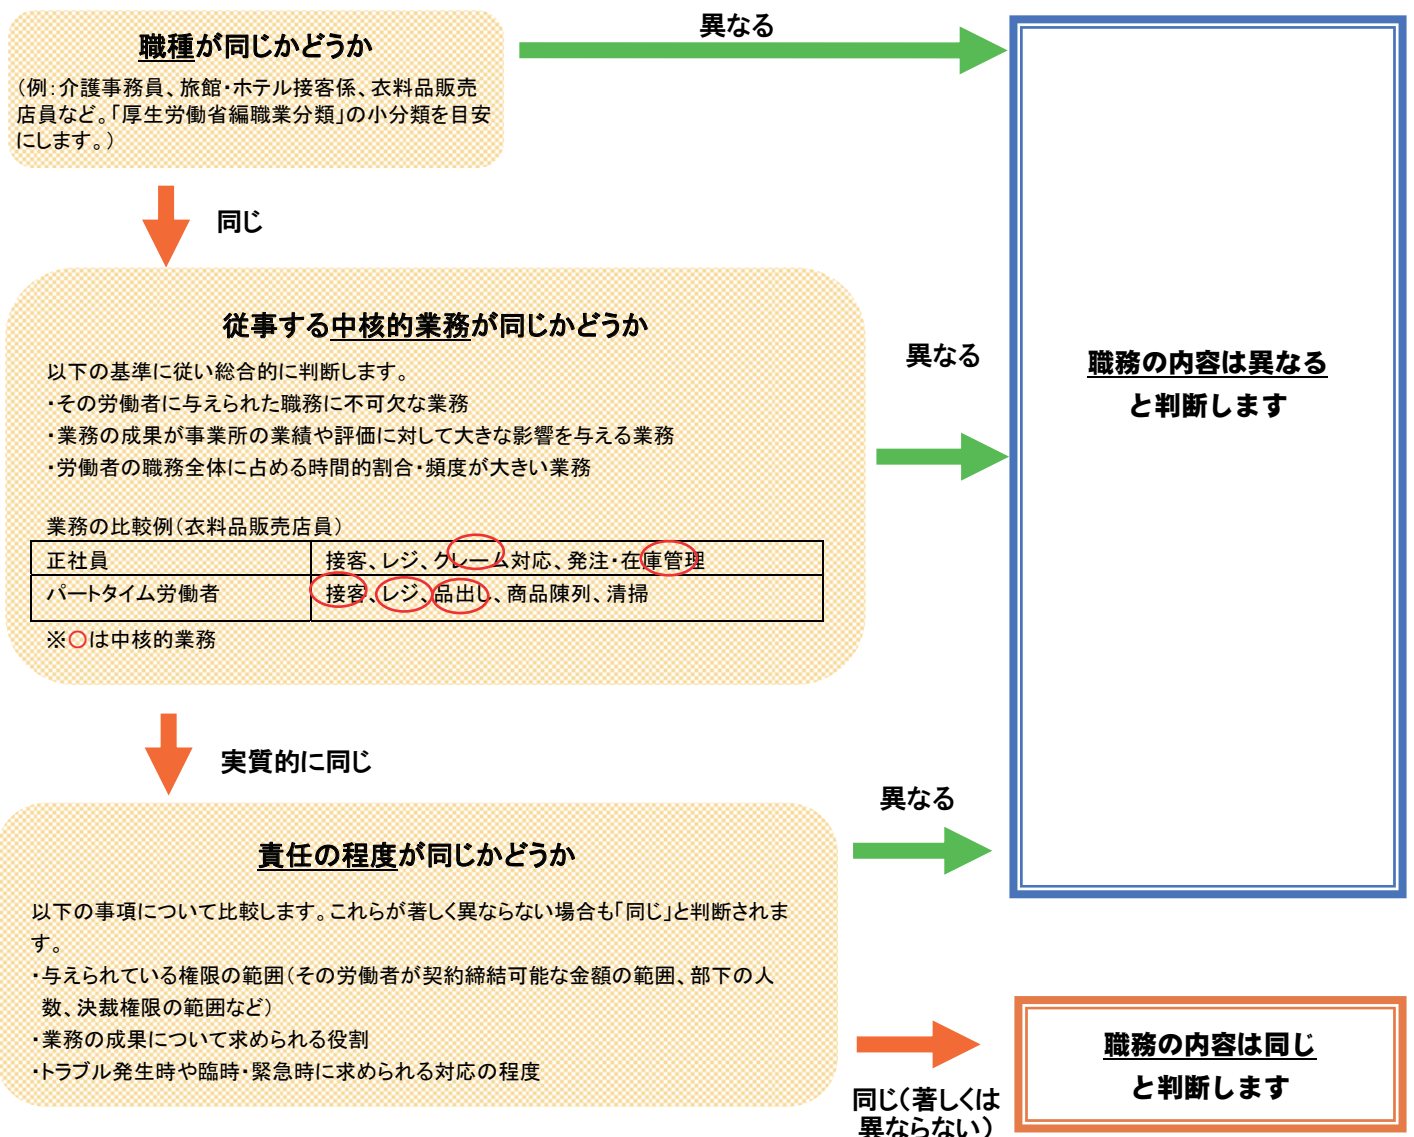 職種が同じかどうか
（例：介護事務員、旅館・ホテル接客係、衣料品販売
店員など。「厚生労働省編職業分類」の小分類を目安
にします。）
異なる
同じ
従事する中核的業務が同じかどうか
以下の基準に従い総合的に判断します。
・その労働者に与えられた職務に不可欠な業務
・業務の成果が事業所の業績や評価に対して大きな影響を与える業務
・労働者の職務全体に占める時間的割合・頻度が大きい業務
業務の比較例（衣料品販売店員）
正社員 接客、レジ、クレーム対応、発注・在庫管理
パートタイム労働者 接客、レジ、品出し、商品陳列、清掃
※○は中核的業務
異なる
職務の内容は異なる
と判断します
実質的に同じ
責任の程度が同じかどうか
以下の事項について比較します。これらが著しく異ならない場合も「同じ」と判断されま
す。
・与えられている権限の範囲（その労働者が契約締結可能な金額の範囲、部下の人
数、決裁権限の範囲など）
・業務の成果について求められる役割
・トラブル発生時や臨時・緊急時に求められる対応の程度
異なる
同じ（著しくは
異ならない）
職務の内容は同じ
と判断します